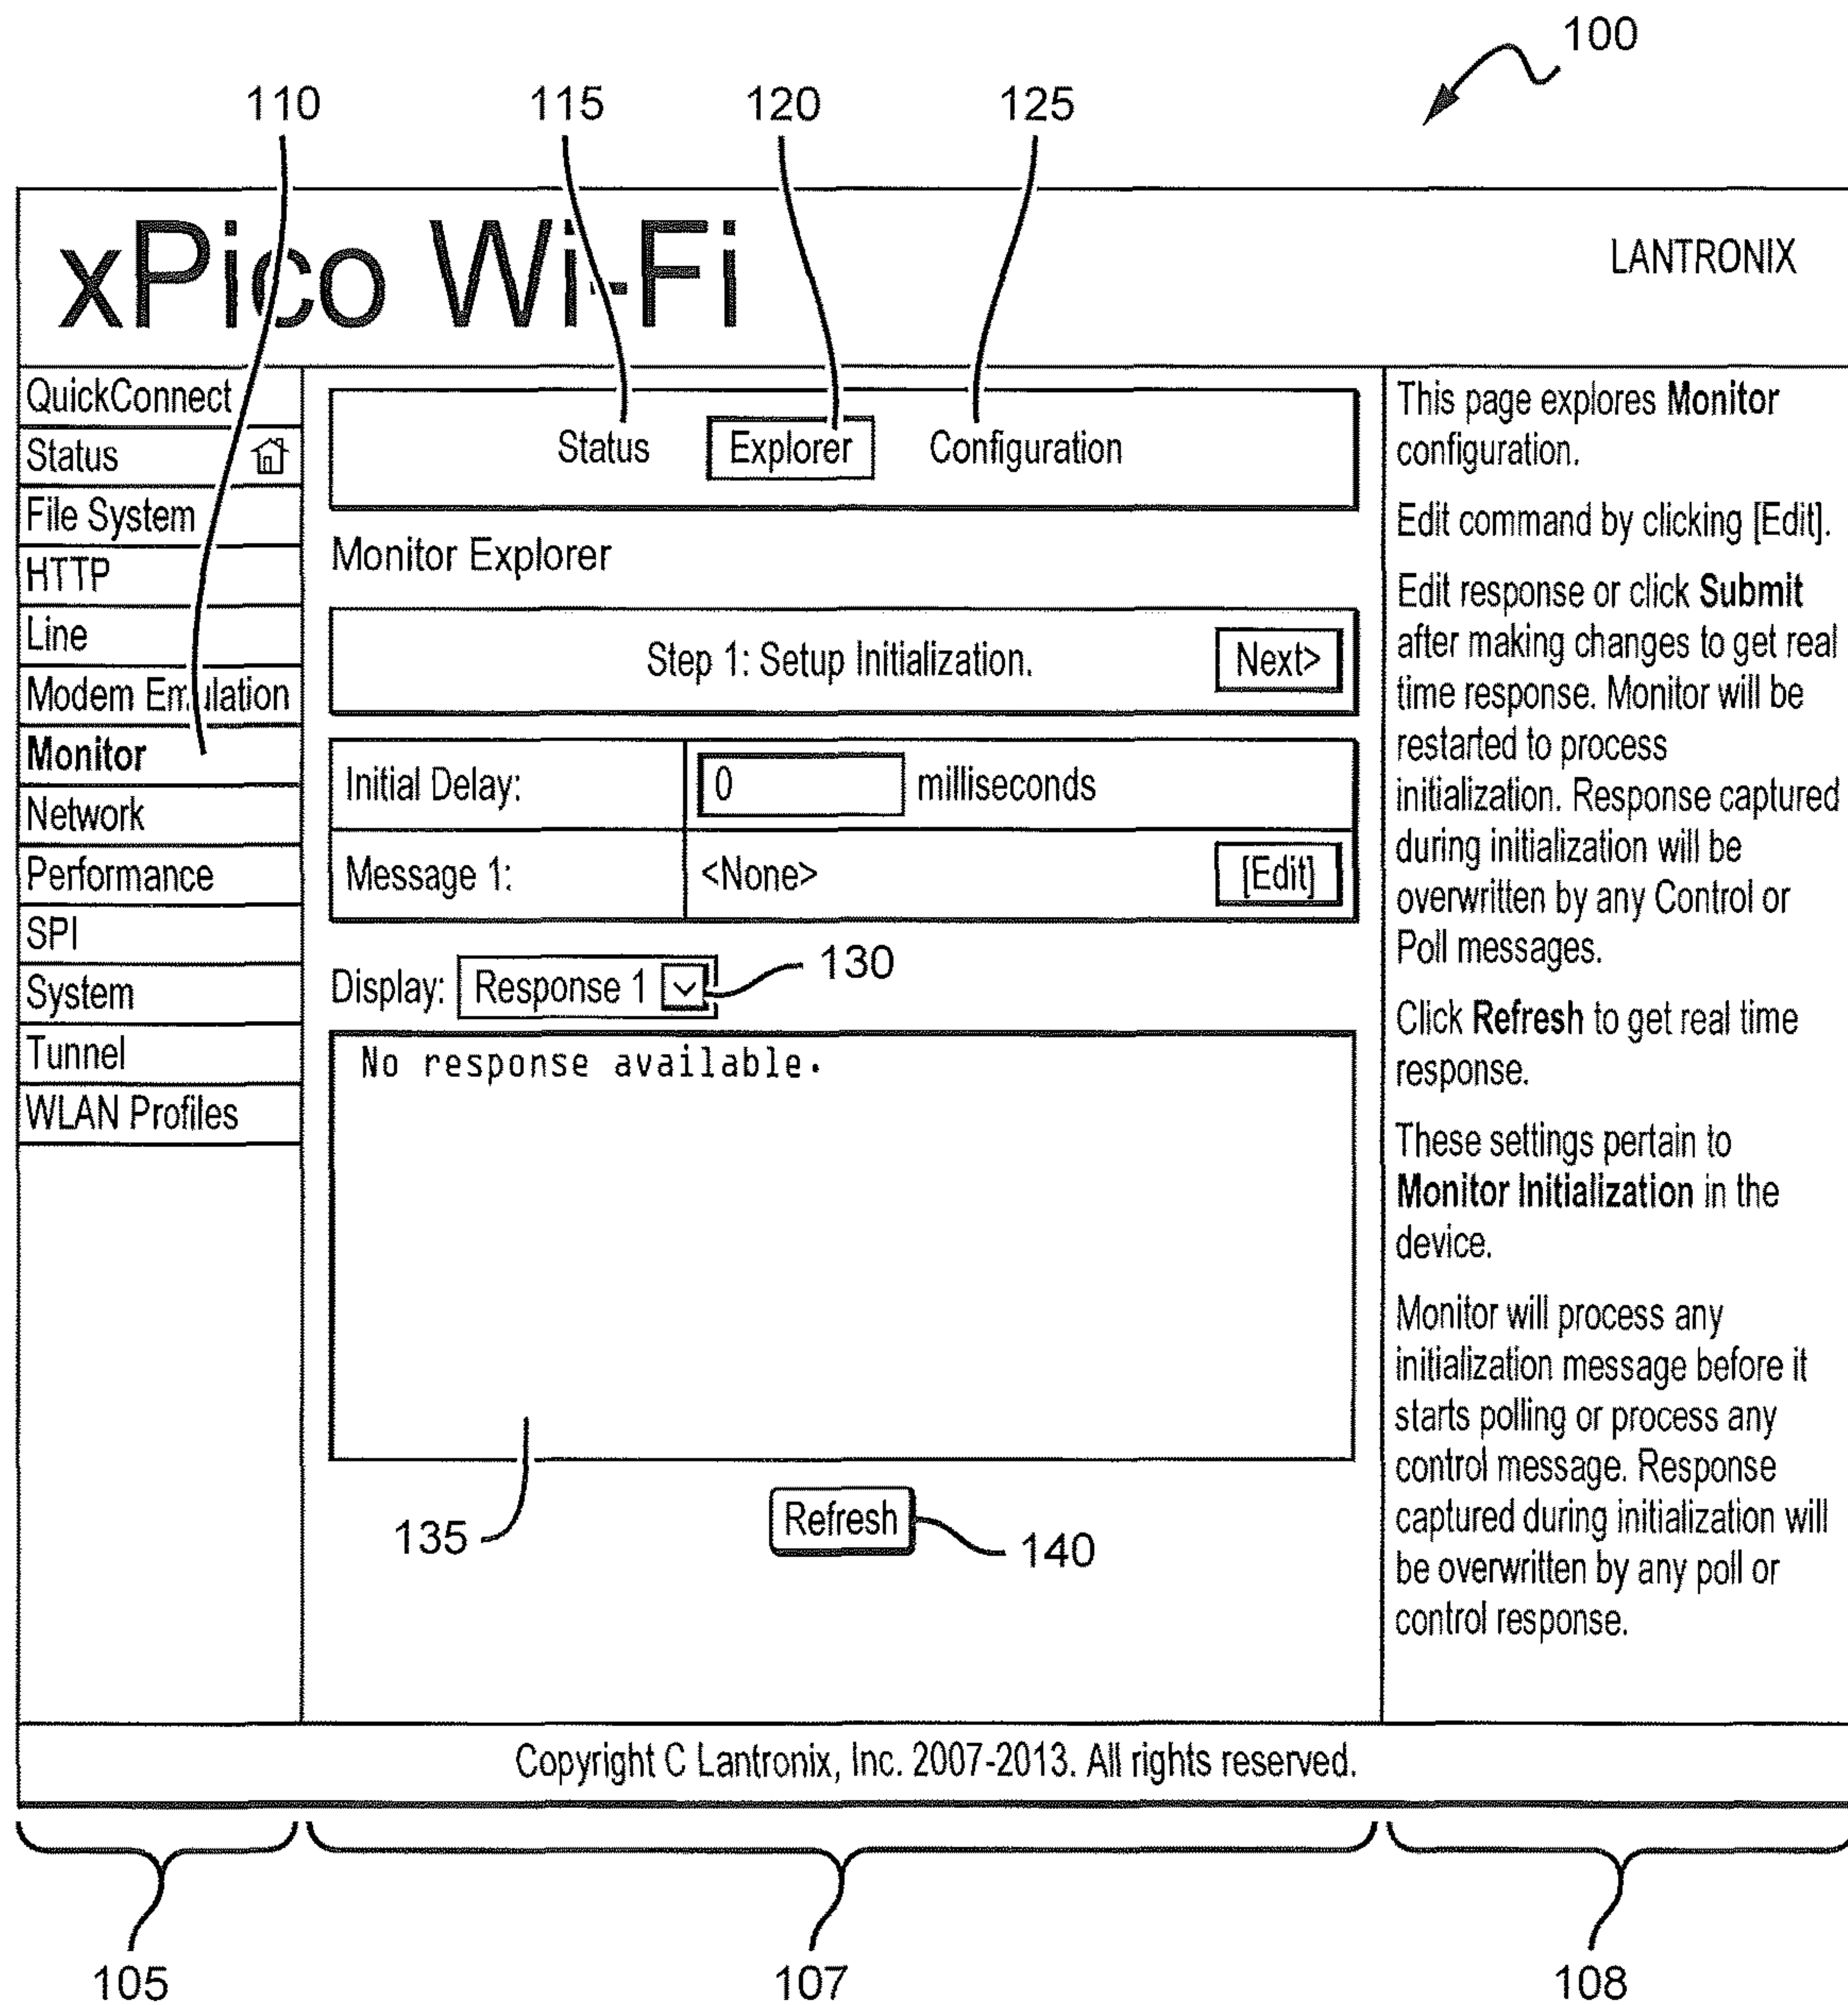 100
110 115 120 125
xPico Wi-Fi
LANTRONIX
QuickConnect
Status
File System
HTTP
Line
Modem Emulation
Monitor
Network
Performance
SPI
System
Tunnel
WLAN Profiles
Status Explorer Configuration
Monitor Explorer
Step 1: Setup Initialization. Next>
Initial Delay: 0 milliseconds
Message 1: <None> [Edit]
Display: Response 1 130
No response available.
135
Refresh 140
This page explores Monitor
configuration.
Edit command by clicking [Edit].
Edit response or click Submit
after making changes to get real
time response. Monitor will be
restarted to process
initialization. Response captured
during initialization will be
overwritten by any Control or
Poll messages.
Click Refresh to get real time
response.
These settings pertain to
Monitor Initialization in the
device.
Monitor will process any
initialization message before it
starts polling or process any
control message. Response
captured during initialization will
be overwritten by any poll or
control response.
Copyright C Lantronix, Inc. 2007-2013. All rights reserved.
105 107 108